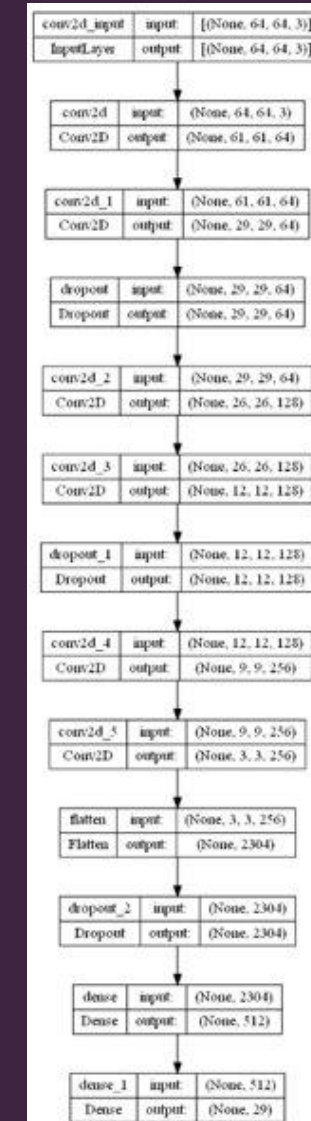 conv2d_input input: [(None, 64, 64, 3)]
InputLayer output: [(None, 64, 64, 3)]
conv2d input: (None, 64, 64, 3)
Conv2D output: (None, 61, 61, 64)
conv2d_1 input: (None, 61, 61, 64)
Conv2D output: (None, 29, 29, 64)
dropout input: (None, 29, 29, 64)
Dropout output: (None, 29, 29, 64)
conv2d_2 input: (None, 29, 29, 64)
Conv2D output: (None, 26, 26, 128)
conv2d_3 input: (None, 26, 26, 128)
Conv2D output: (None, 12, 12, 128)
dropout_1 input: (None, 12, 12, 128)
Dropout output: (None, 12, 12, 128)
conv2d_4 input: (None, 12, 12, 128)
Conv2D output: (None, 9, 9, 256)
conv2d_5 input: (None, 9, 9, 256)
Conv2D output: (None, 3, 3, 256)
flatten input: (None, 3, 3, 256)
Flatten output: (None, 2304)
dropout_2 input: (None, 2304)
Dropout output: (None, 2304)
dense input: (None, 2304)
Dense output: (None, 512)
dense_1 input: (None, 512)
Dense output: (None, 29)